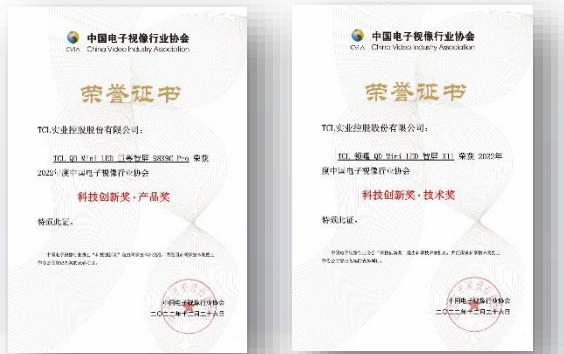 中国电子视像行业协会
CVIA China Video Industry Association
荣誉证书
TCL实业控股股份有限公司:
TCL QD Mini LED 巨幕智屏 98X9C Pro 荣获
2022年度中国电子视像行业协会
科技创新奖·产品奖
特颁此证。
中国电子视像行业协会
二〇二二年十二月二十六日
中国电子视像行业协会
CVIA China Video Industry Association
荣誉证书
TCL实业控股股份有限公司:
TCL 领曜 QD Mini LED 智屏 X11 荣获 2022年
度中国电子视像行业协会
科技创新奖·技术奖
特颁此证。
中国电子视像行业协会
二〇二二年十二月二十六日